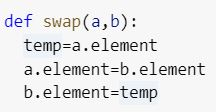 def swap(a,b):
  temp=a.element
  a.element=b.element
  b.element=temp